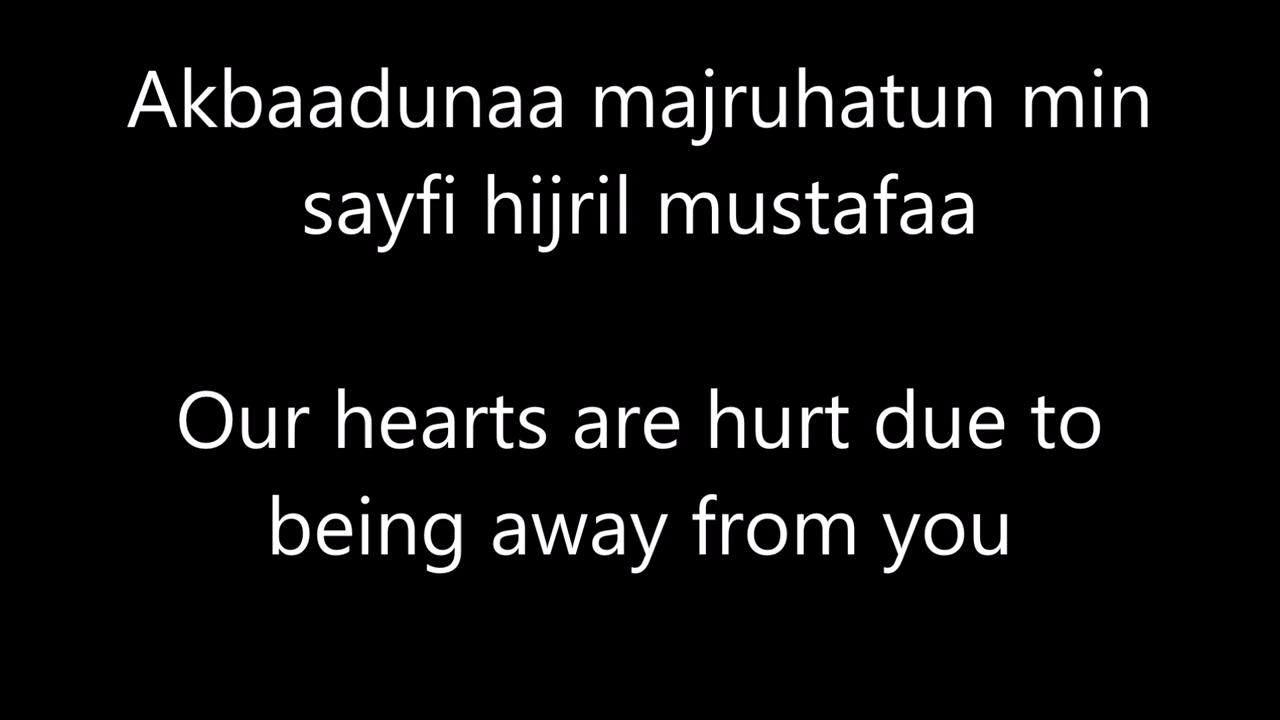 Akbaadunaa majruhatun min
sayfi hijril mustafaa
Our hearts are hurt due to
being away from you